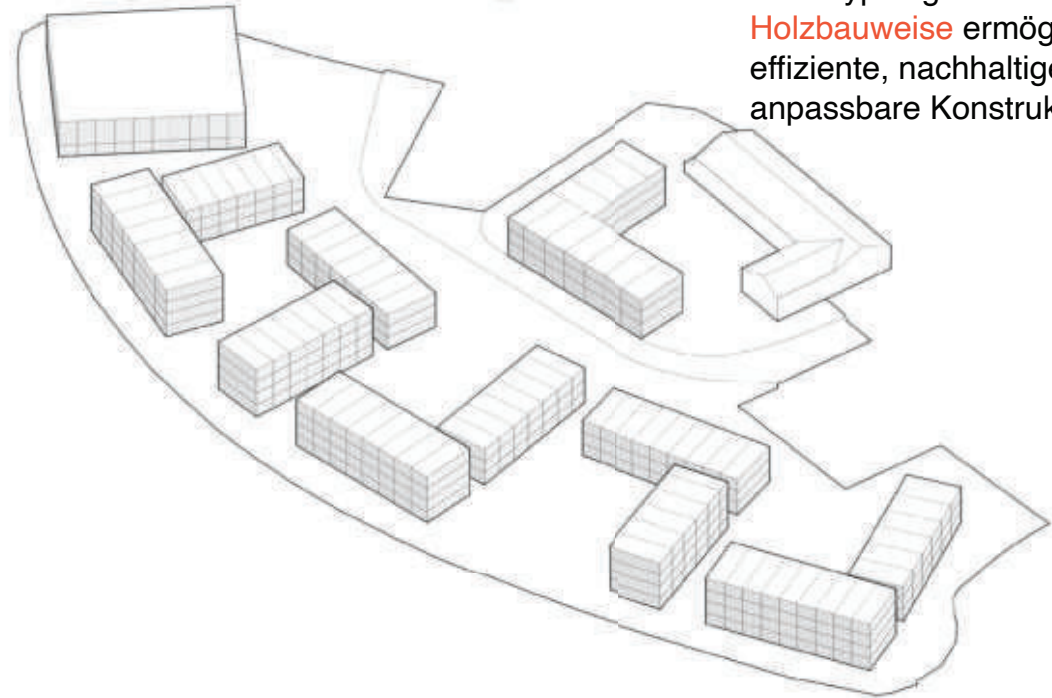 Holzbauweise ermög
effiziente, nachhaltige
anpassbare Konstruk